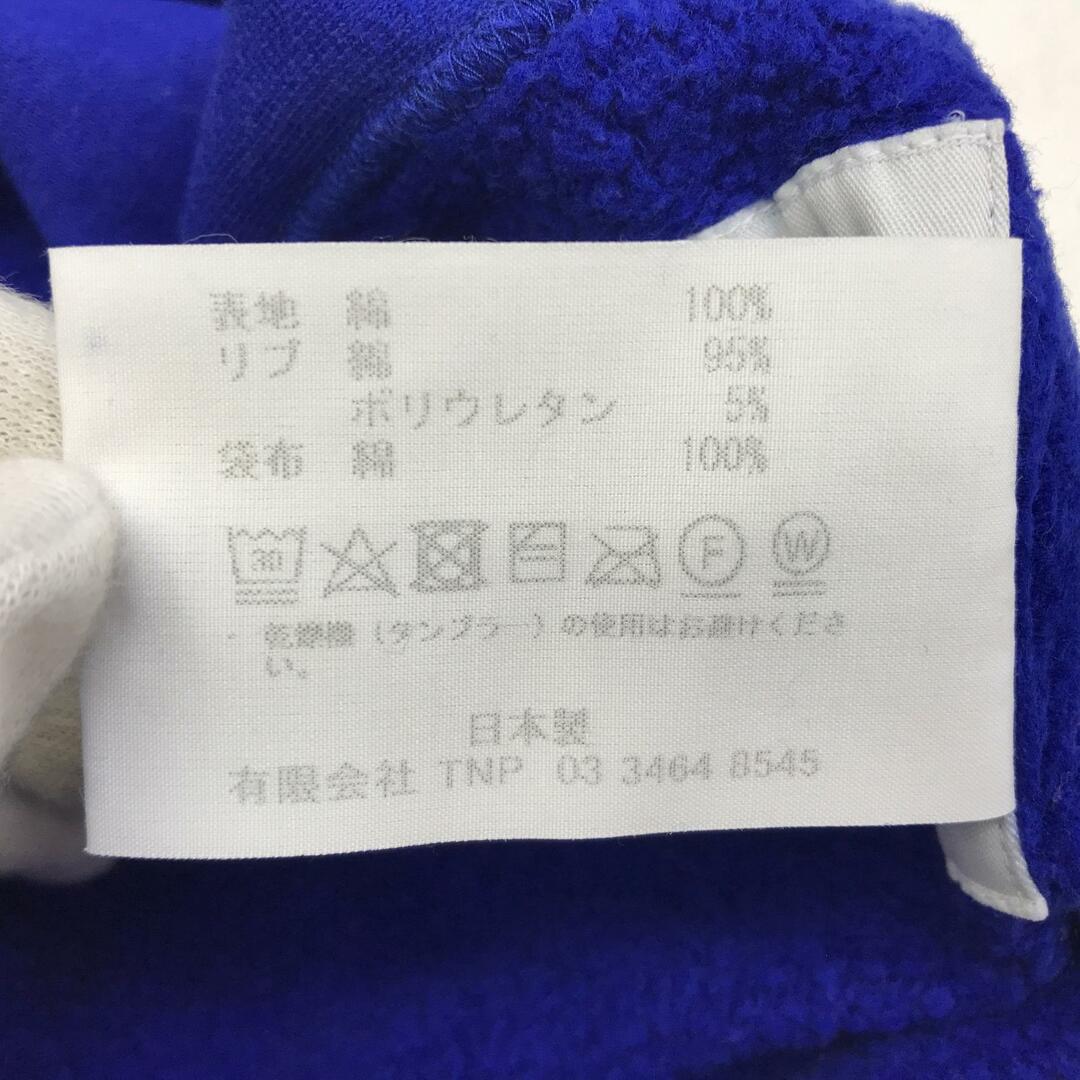 表地 綿 100%
リブ 綿 95%
ポリウレタン 5%
袋布 綿 100%
30 F W
乾燥機（タンブラー）の使用はお避けくださ
い。
日本製
有限会社 TNP 03 3464 8545